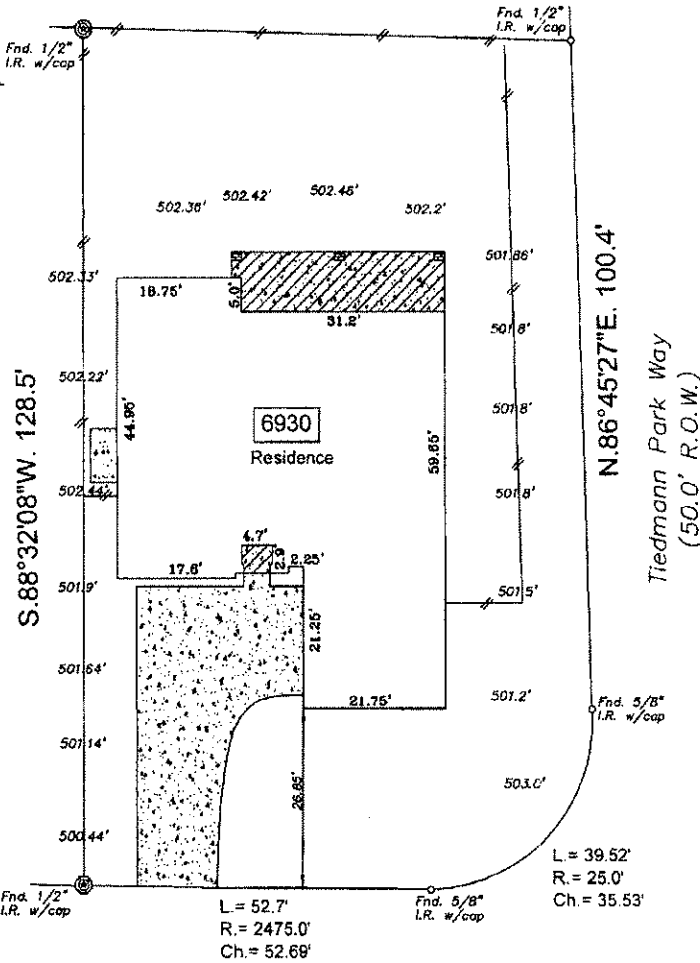 Fnd. 1/2"
I.R. w/cap
Fnd. 1/2"
I.R. w/cap
502.36'
502.42'
502.46'
502.2'
502.33'
501.86'
18.75'
5.0'
31.2'
501.8'
502.22'
44.95'
6930
Residence
59.65'
501.8'
S.88°32'08"W. 128.5'
N.86°45'27"E. 100.4'
Tiedmann Park Way
(50.0' R.O.W.)
502.44'
501.8'
4.7'
2.9
2.25'
17.6'
501.9'
501.5'
21.25'
501.64'
21.75'
501.2'
Fnd. 5/8"
I.R. w/cap
501.14'
26.85'
500.44'
Fnd. 1/2"
I.R. w/cap
L.= 52.7'
R.= 2475.0'
Ch.= 52.69'
Fnd. 5/8"
I.R. w/cap
L.= 39.52'
R.= 25.0'
Ch.= 35.53'